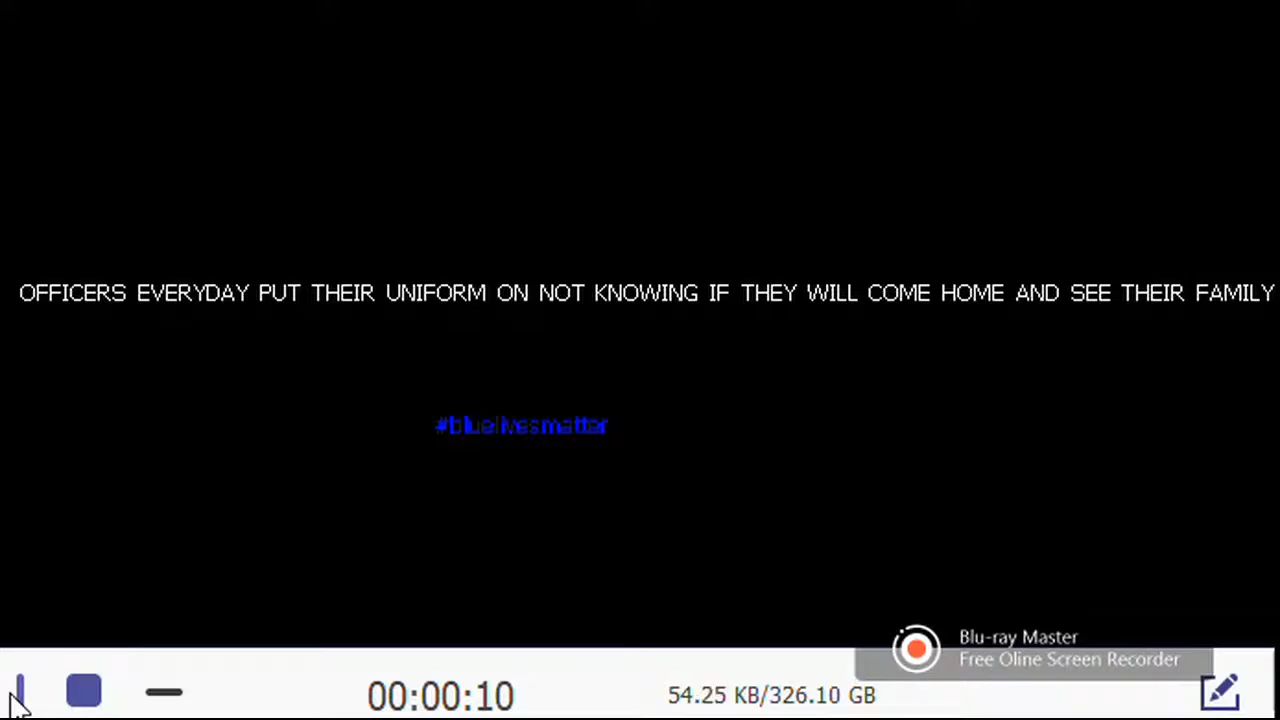 OFFICERS EVERYDAY PUT THEIR UNIFORM ON NOT KNOWING IF THEY WILL COME HOME AND SEE THEIR FAMILY
#bluelivesmatter
Blu-ray Master
Free Oline Screen Recorder
00:00:10
54.25 KB/326.10 GB